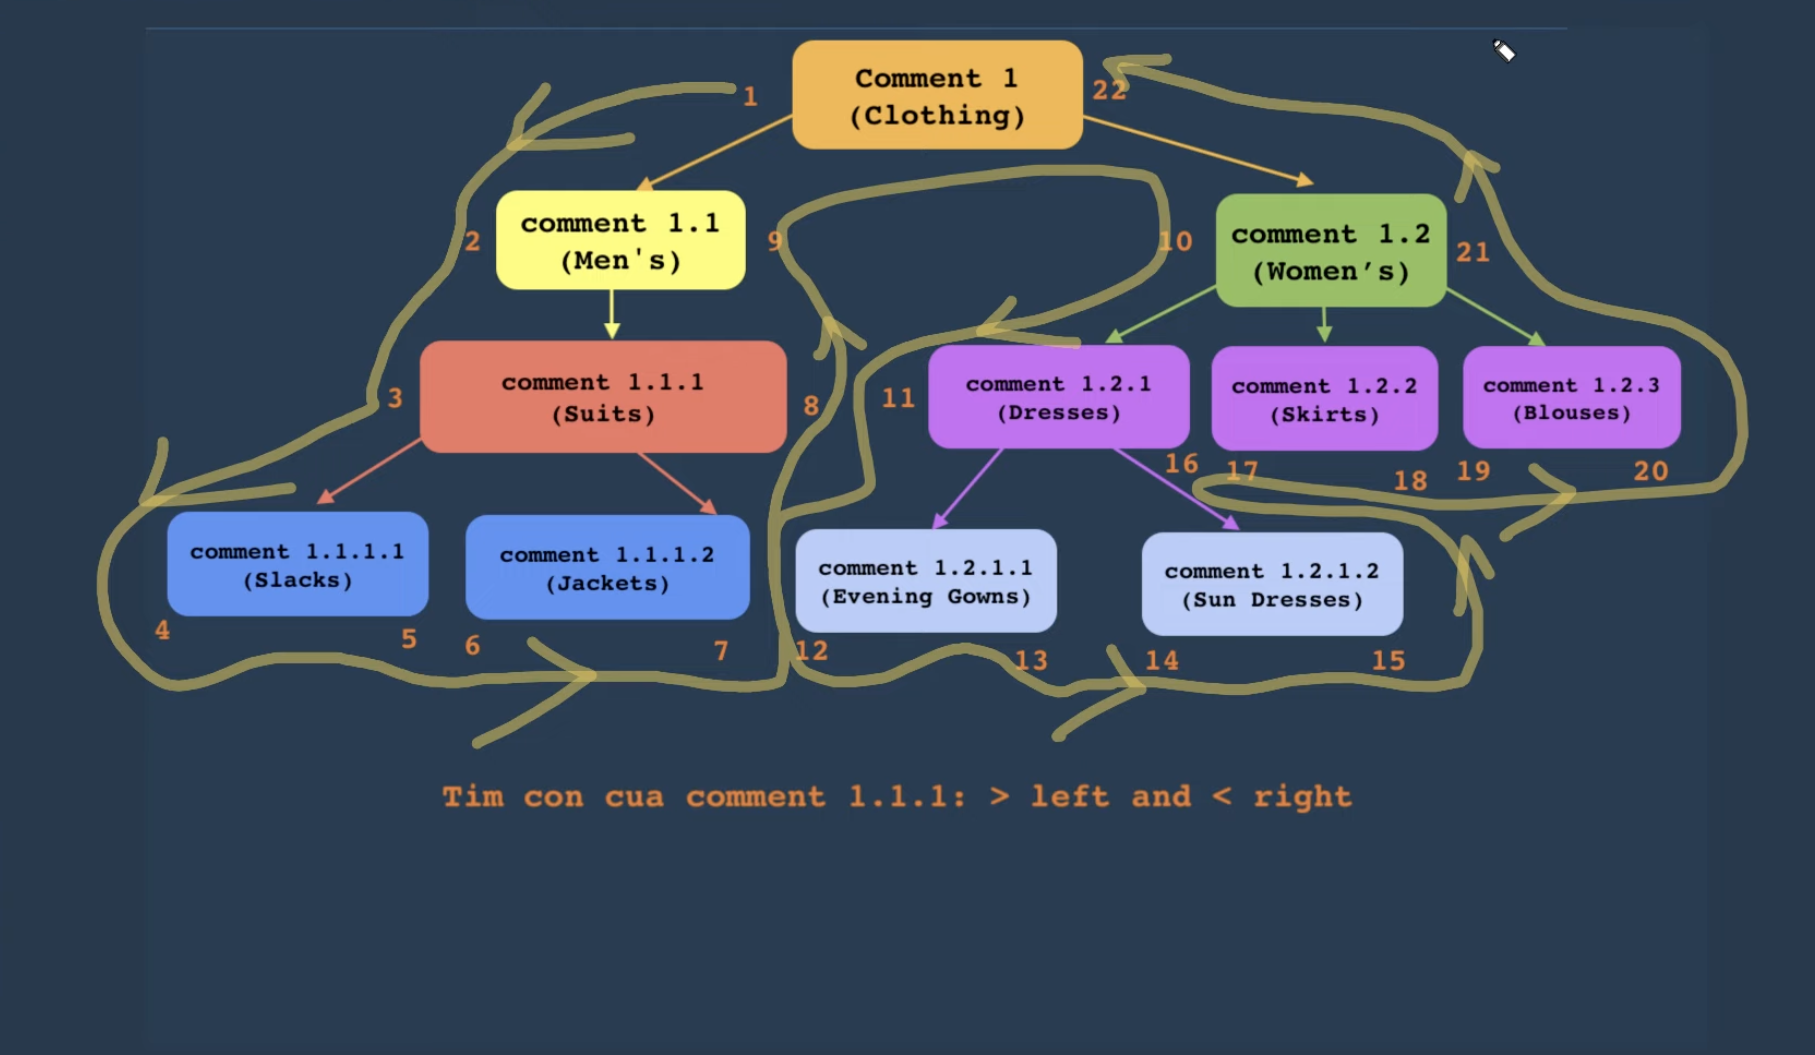 1
Comment 1
(Clothing)
22
2
comment 1.1
(Men's)
9
10
comment 1.2
(Women’s)
21
3
comment 1.1.1
(Suits)
8
11
comment 1.2.1
(Dresses)
16
comment 1.2.2
(Skirts)
17
18
comment 1.2.3
(Blouses)
19
20
comment 1.1.1.1
(Slacks)
4
5
comment 1.1.1.2
(Jackets)
6
7
comment 1.2.1.1
(Evening Gowns)
12
13
comment 1.2.1.2
(Sun Dresses)
14
15
Tim con cua comment 1.1.1: > left and < right